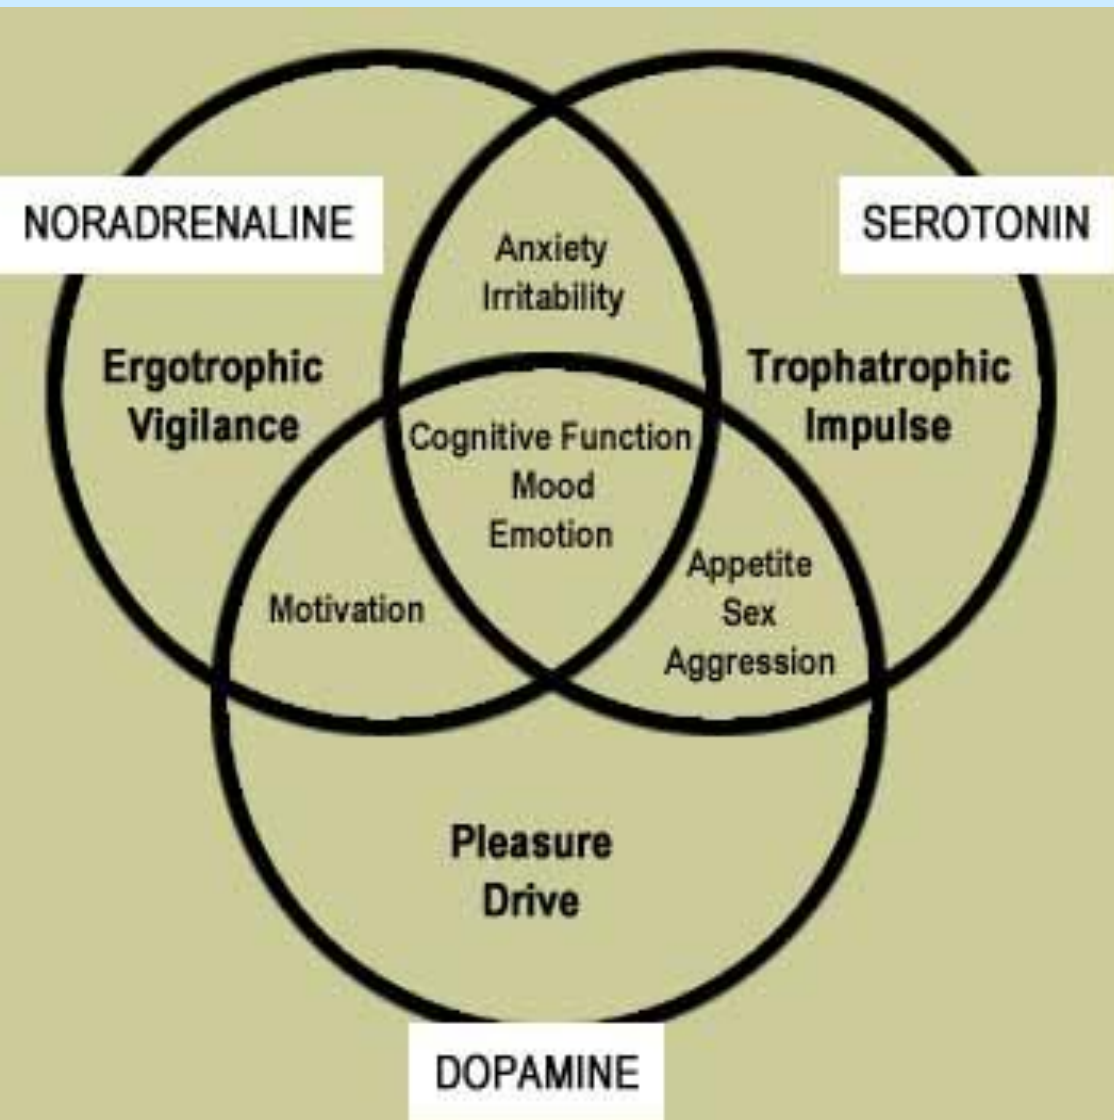 NORADRENALINE
SEROTONIN
Anxiety
Irritability
Ergotrophic
Vigilance
Trophatrophic
Impulse
Cognitive Function
Mood
Emotion
Motivation
Appetite
Sex
Aggression
Pleasure
Drive
DOPAMINE